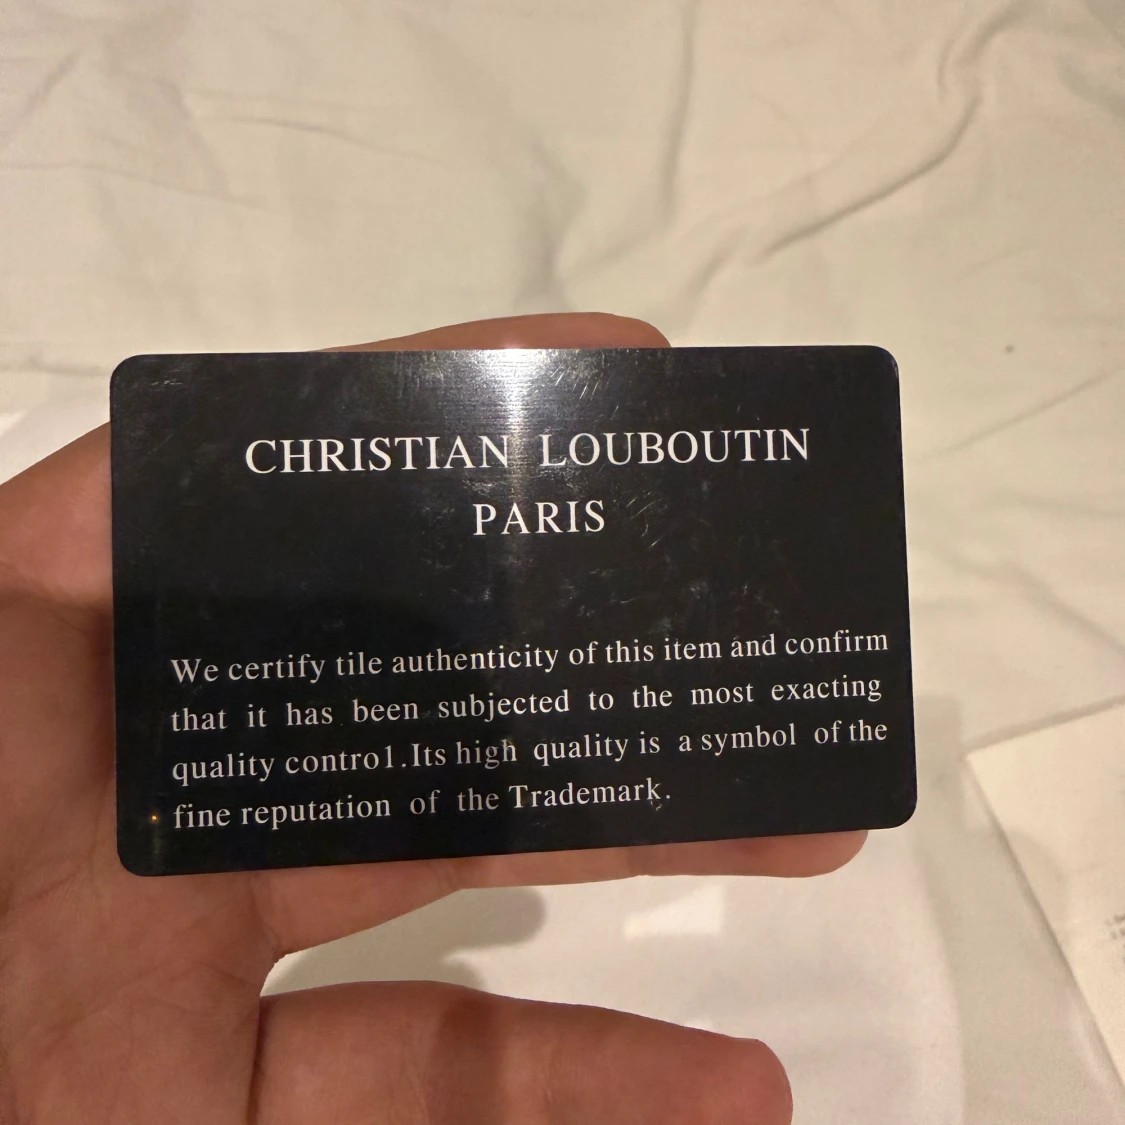 CHRISTIAN LOUBOUTIN
PARIS
We certify tile authenticity of this item and confirm
that it has been subjected to the most exacting
quality contro1.Its high quality is a symbol of the
fine reputation of the Trademark.